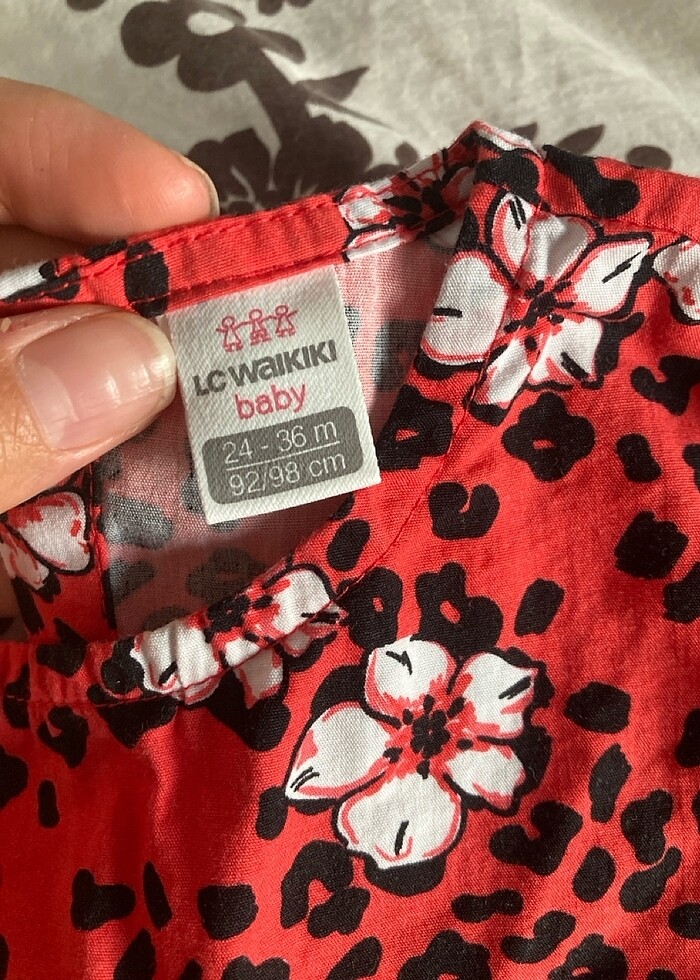 LC WAIKIKI
baby
24 - 36 m
92/98 cm